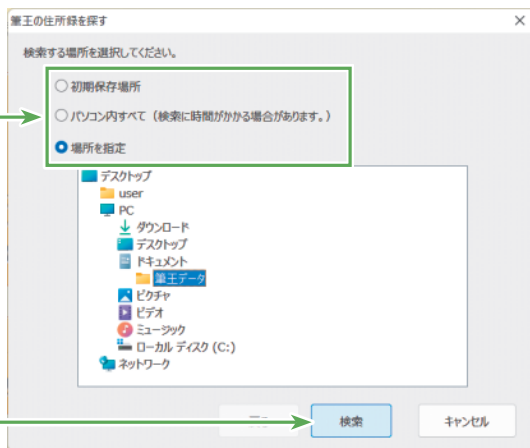 筆王の住所録を探す
検索する場所を選択してください。
初期保存場所
パソコン内すべて（検索に時間がかかる場合があります。）
場所を指定
デスクトップ
user
PC
ダウンロード
デスクトップ
ドキュメント
筆王データ
ピクチャ
ビデオ
ミュージック
ローカル ディスク (C:)
ネットワーク
検索 キャンセル